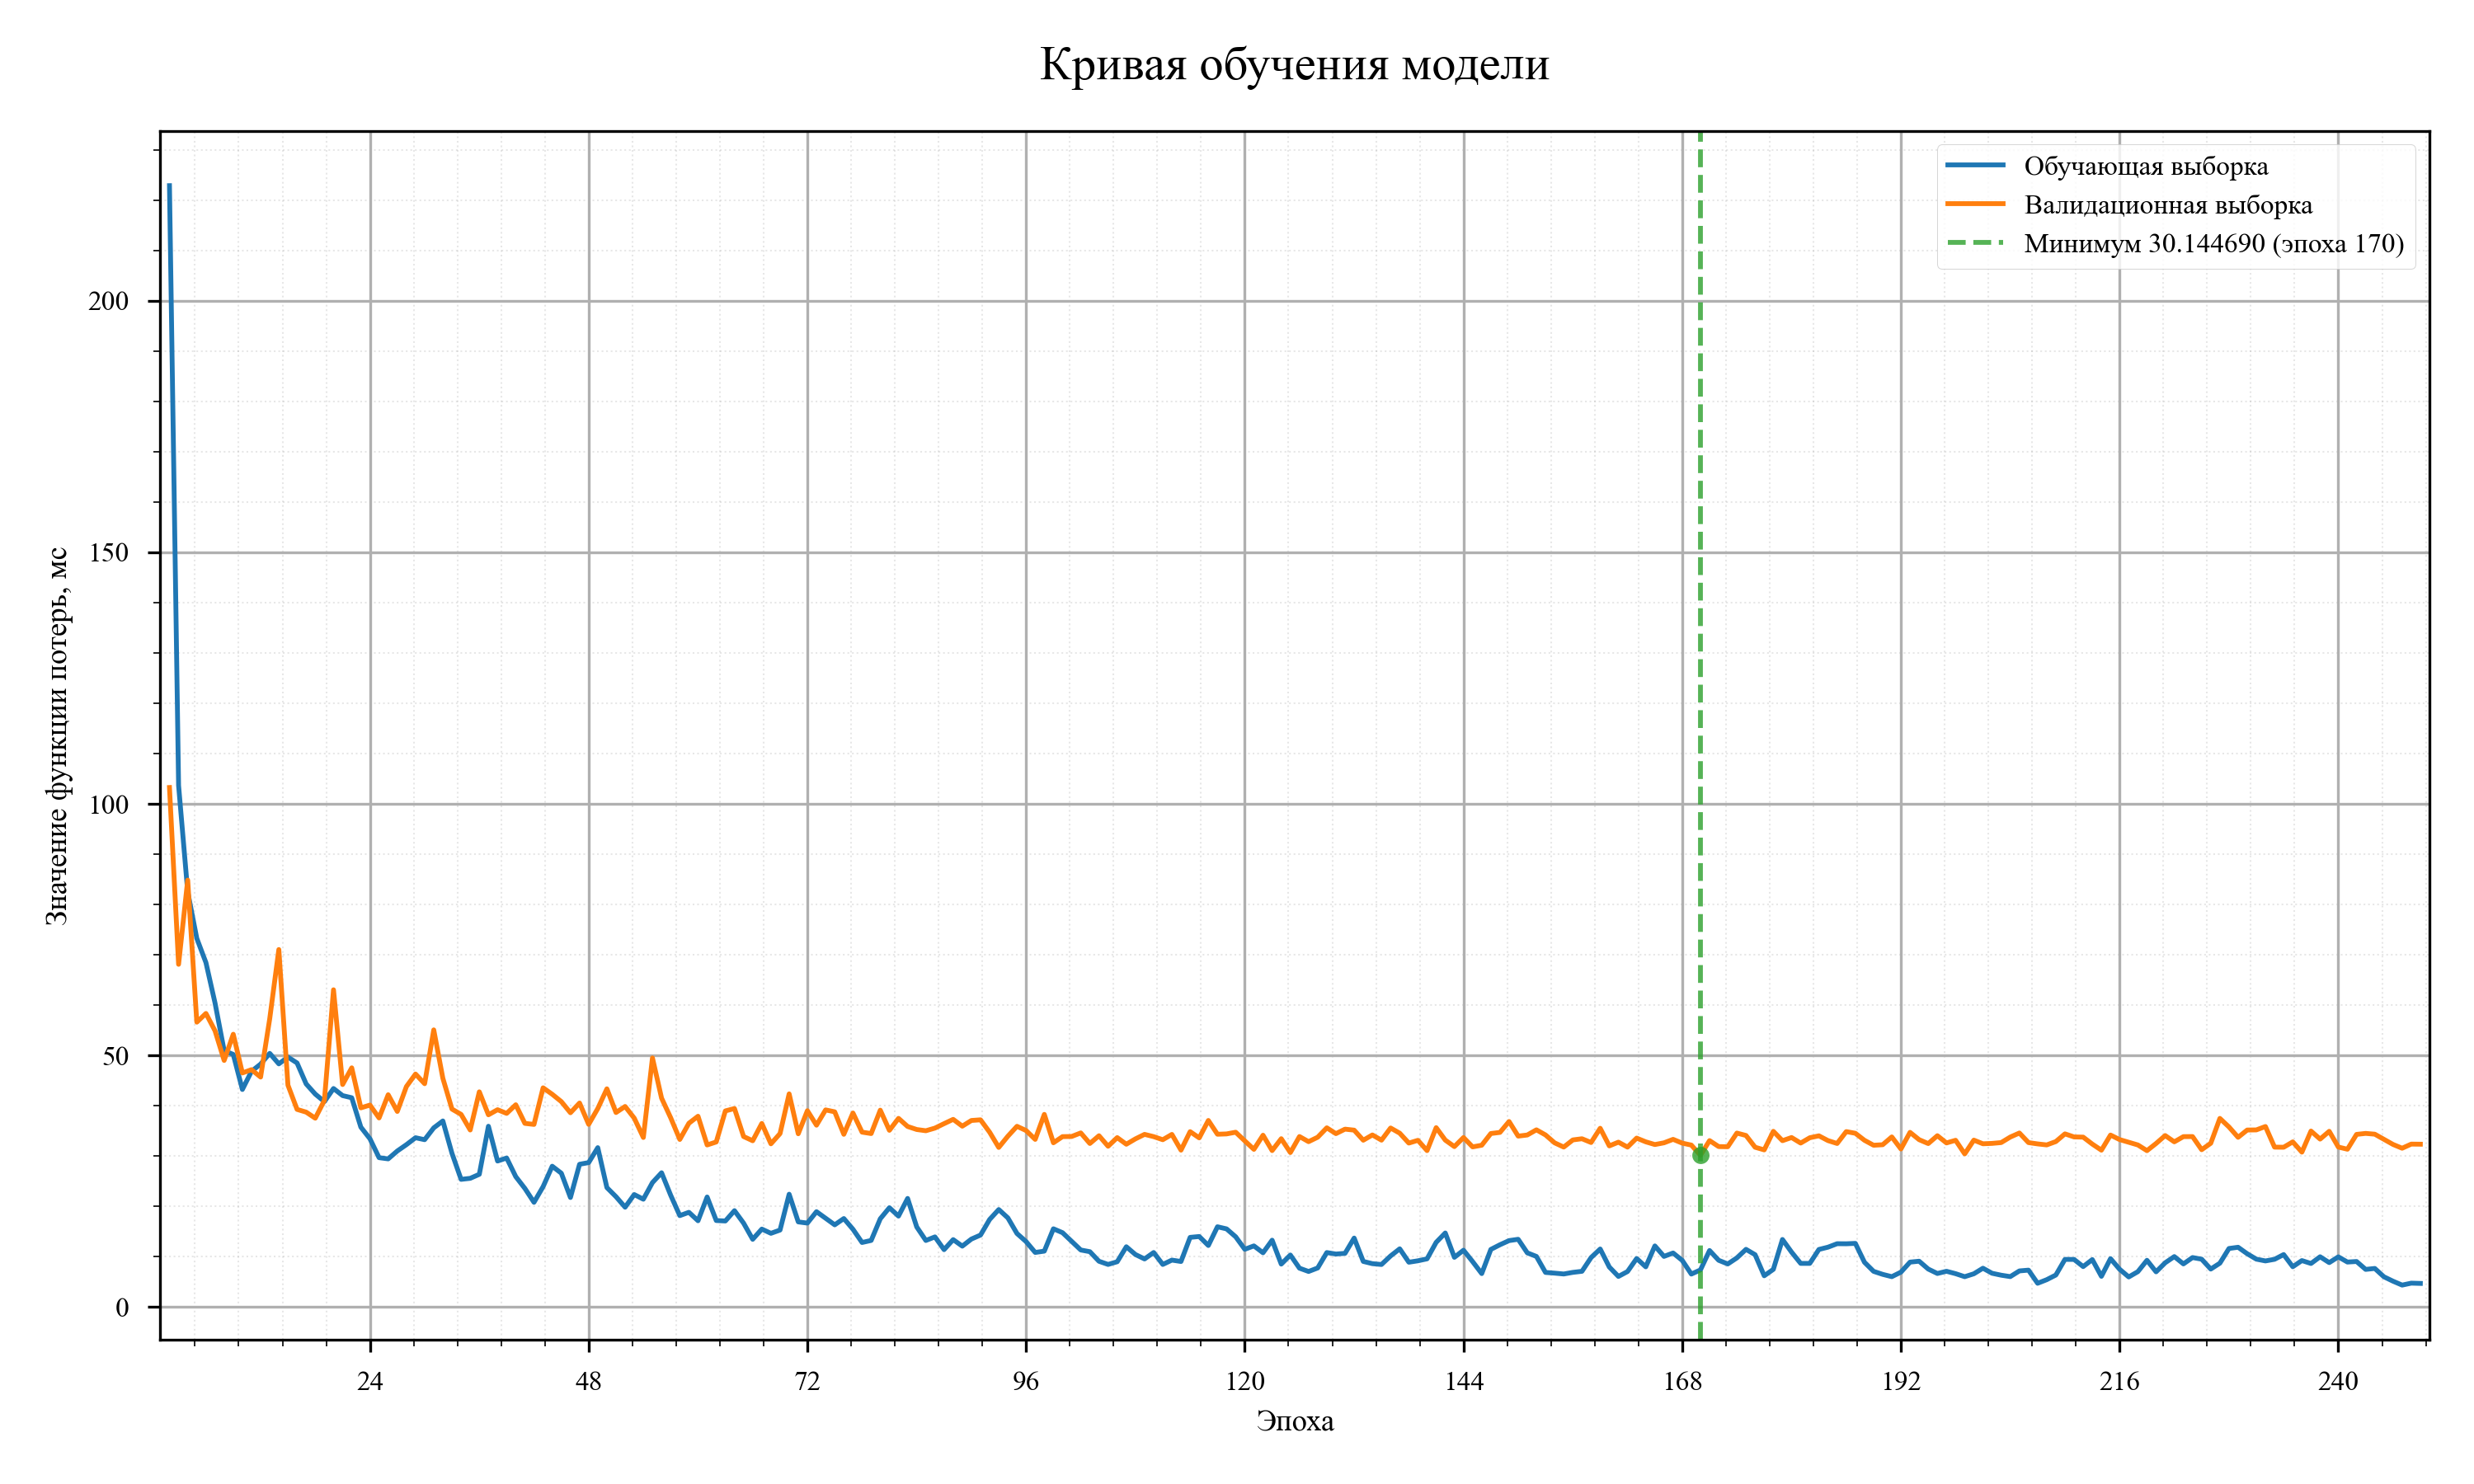 Кривая обучения модели
Обучающая выборка
Валидационная выборка
Минимум 30.144690 (эпоха 170)
Значение функции потерь, мс
200
150
100
50
0
24 48 72 96 120 144 168 192 216 240
Эпоха